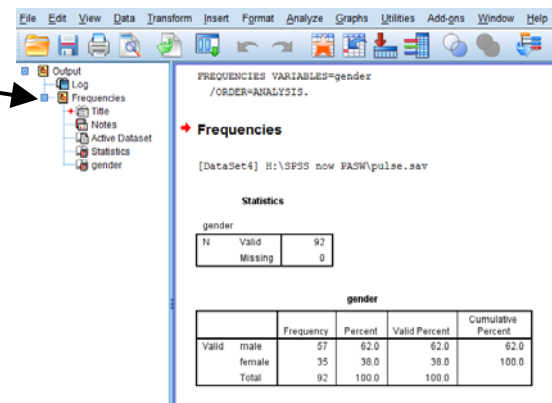 File Edit View Data Transform Insert Format Analyze Graphs Utilities Add-ons Window Help
Output
Log
Frequencies
Title
Notes
Active Dataset
Statistics
gender
FREQUENCIES VARIABLES=gender
/ORDER=ANALYSIS.
Frequencies
[DataSet4] H:\SPSS now PASW\pulse.sav
Statistics
gender
N Valid 92
Missing 0
gender
Frequency Percent Valid Percent Cumulative Percent
Valid male 57 62.0 62.0 62.0
female 35 38.0 38.0 100.0
Total 92 100.0 100.0